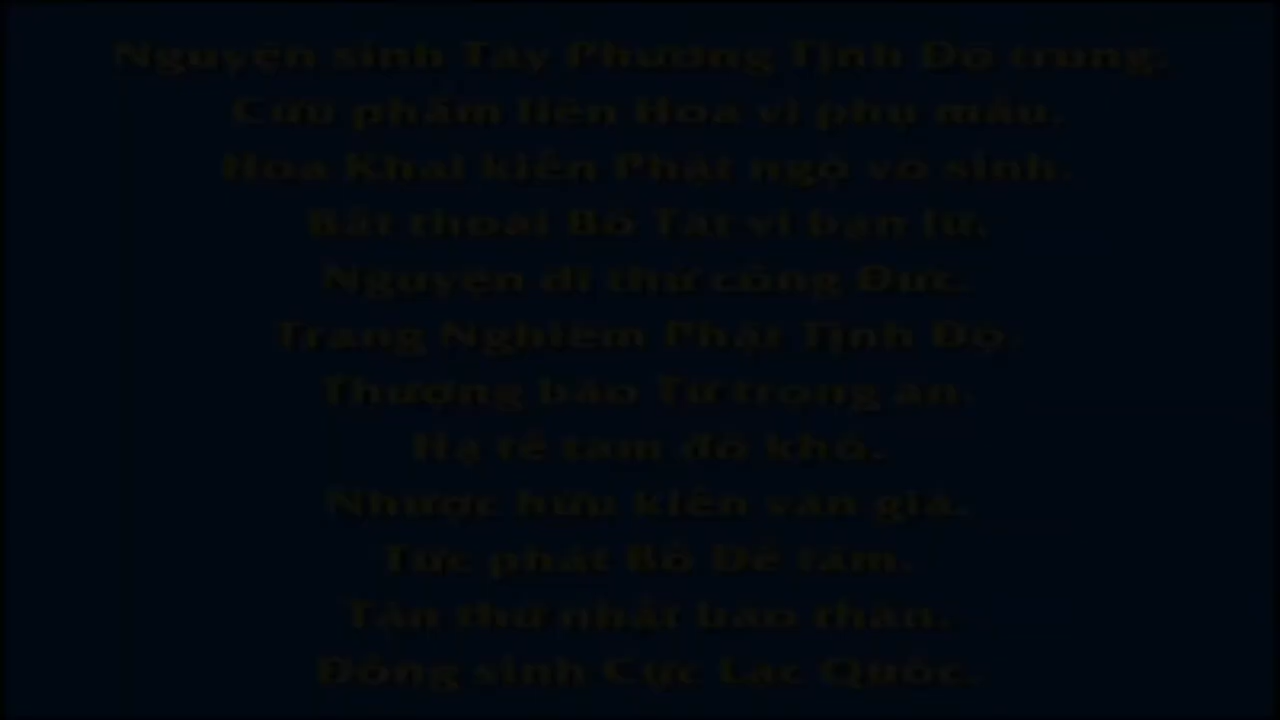 Nguyện sinh Tây Phương Tịnh Độ trung.
Cửu phẩm liên Hoa vi phụ mẫu.
Hoa Khai kiến Phật ngộ vô sinh.
Bất thoái Bồ Tát vi bạn lữ.
Nguyện dĩ thử công Đức.
Trang Nghiêm Phật Tịnh Độ.
Thượng báo Tứ trọng ân.
Hạ tế tam đồ khổ.
Nhược hữu kiến văn giả.
Tức phát Bồ Đề tâm.
Tận thử nhất báo thân.
Đồng sinh Cực Lạc Quốc.